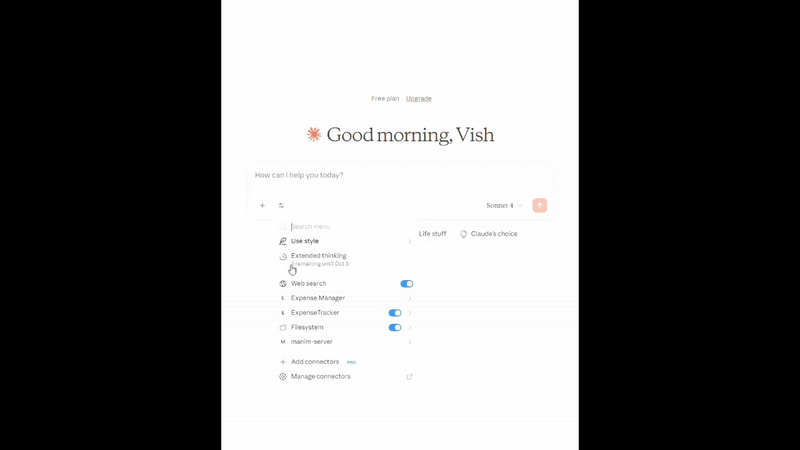 Free plan · Upgrade
Good morning, Vish
How can I help you today?
Sonnet 4
Search menu
Life stuff
Claude's choice
Use style
Extended thinking
remaining until Oct 5
Web search
E Expense Manager
E ExpenseTracker
Filesystem
M manim-server
Add connectors PRO
Manage connectors